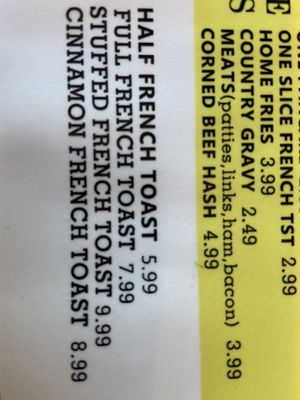 E
S
ONE SLICE FRENCH TST 2.99
HOME FRIES 3.99
COUNTRY GRAVY 2.49
MEATS(patties,links,ham,bacon) 3.99
CORNED BEEF HASH 4.99
HALF FRENCH TOAST 5.99
FULL FRENCH TOAST 7.99
STUFFED FRENCH TOAST 9.99
CINNAMON FRENCH TOAST 8.99